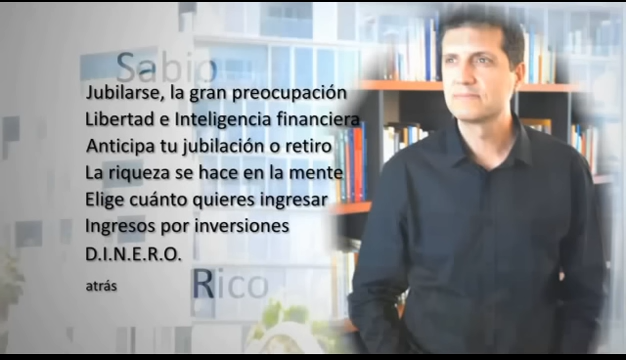 Sabio
Jubilarse, la gran preocupación
Libertad e Inteligencia financiera
Anticipa tu jubilación o retiro
La riqueza se hace en la mente
Elige cuánto quieres ingresar
Ingresos por inversiones
D.I.N.E.R.O.
Rico
atrás